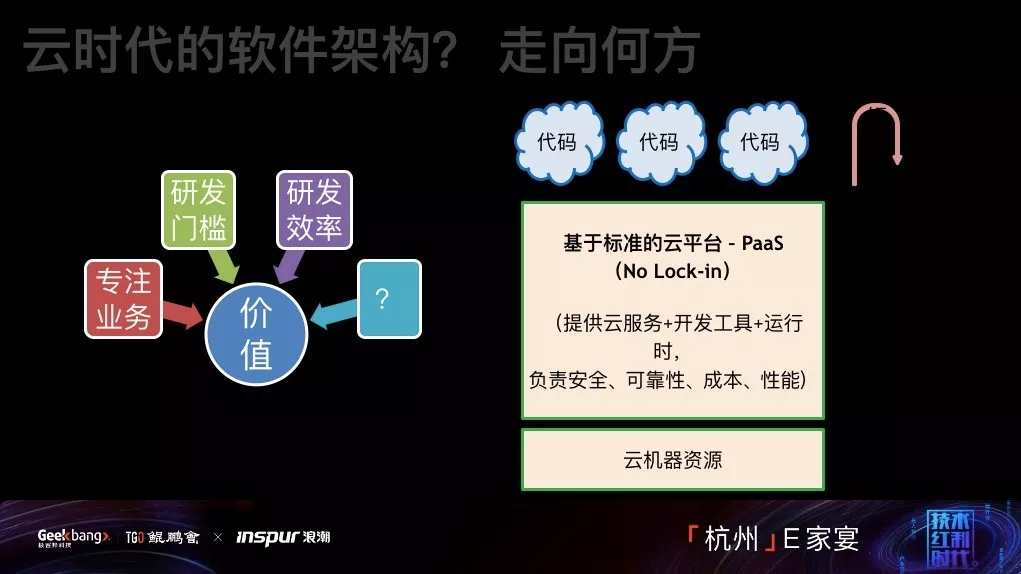 云时代的软件架构？ 走向何方
代码
代码
代码
研发
门槛
研发
效率
专注
业务
？
价
值
基于标准的云平台 - PaaS
（No Lock-in）
（提供云服务+开发工具+运行
时，
负责安全、可靠性、成本、性能）
云机器资源
Geekbang>.
极客邦科技
TGO 鲲鹏會
×
inspur 浪潮
「杭州」E 家宴
技术
红利
时代